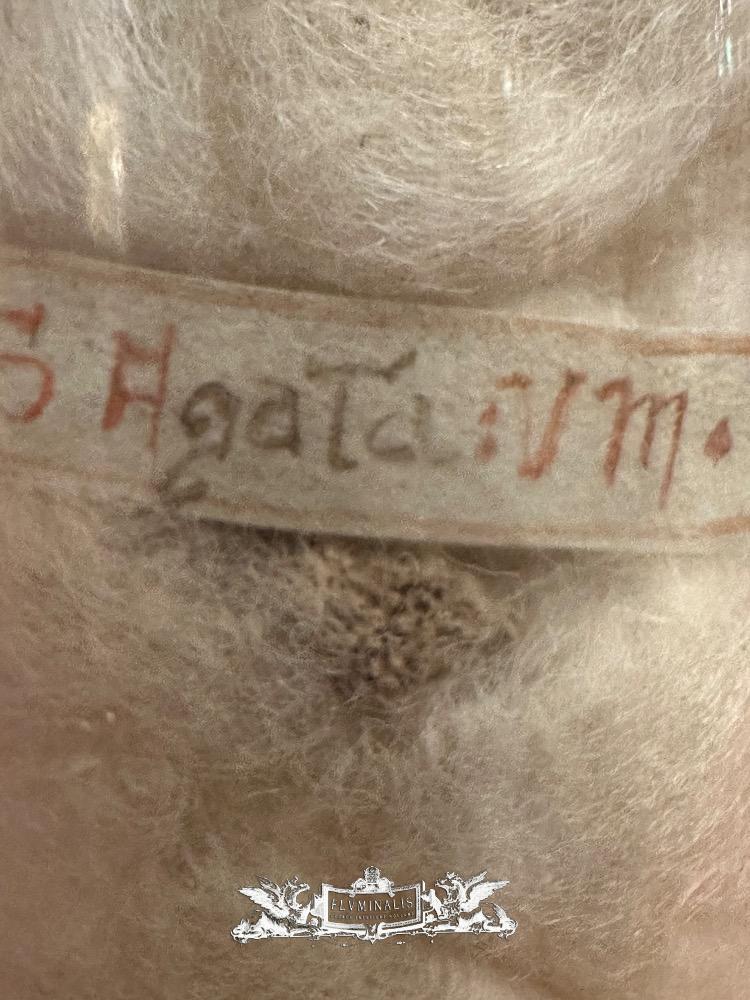 S Agata : V M .
FLVMINALIS